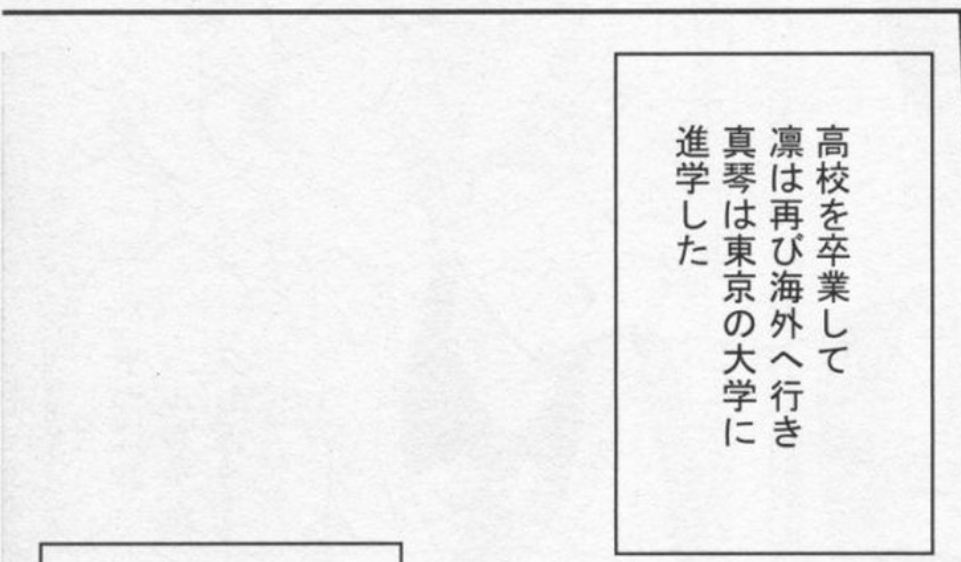 高校を卒業して
凛は再び海外へ行き
真琴は東京の大学に
進学した